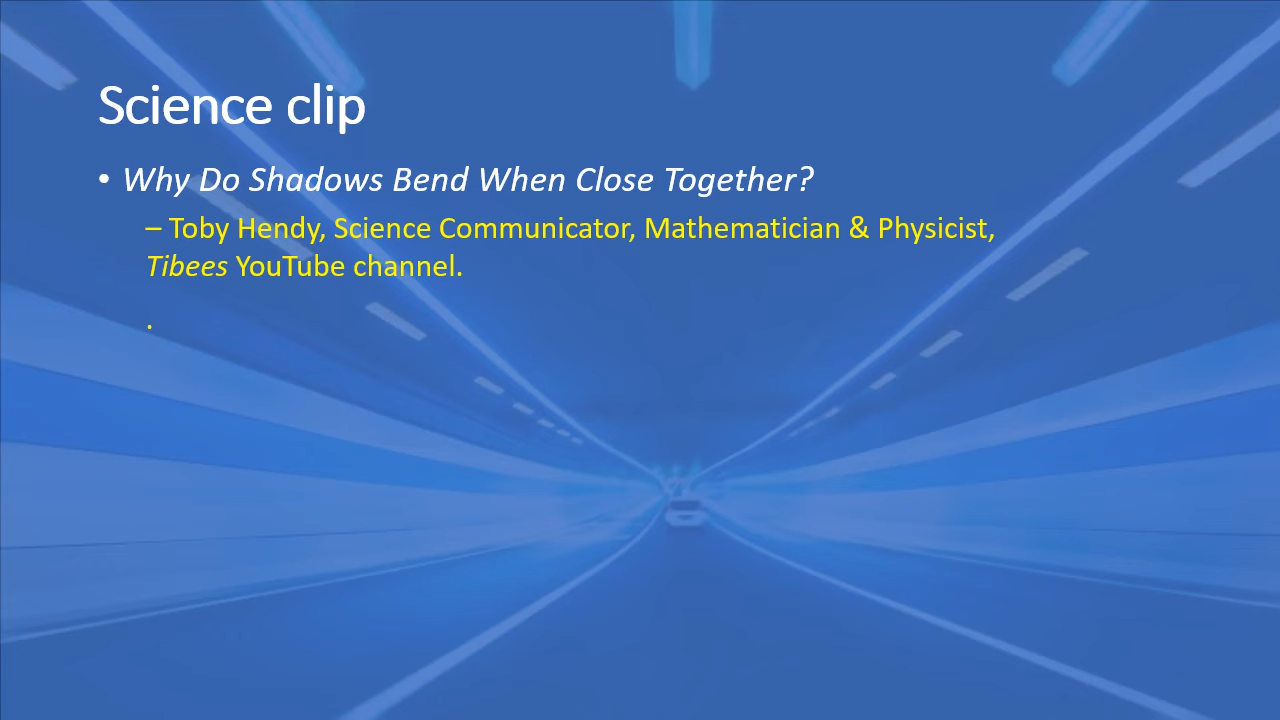 Science clip
• Why Do Shadows Bend When Close Together?
– Toby Hendy, Science Communicator, Mathematician & Physicist,
Tibees YouTube channel.
.